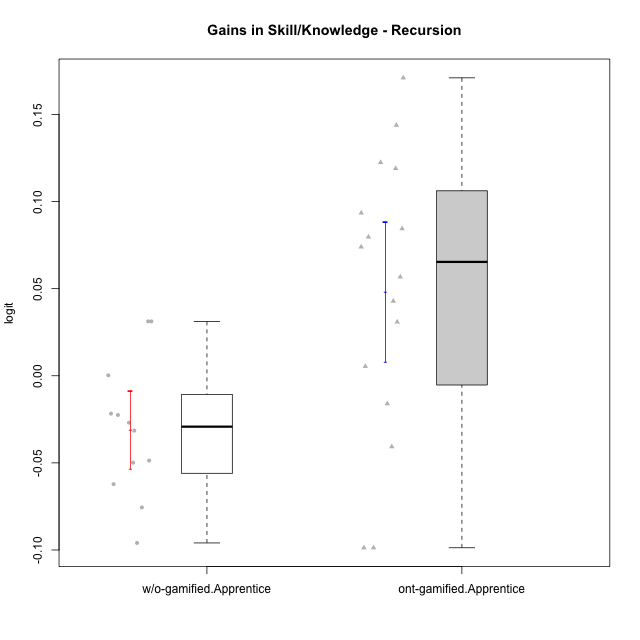 Gains in Skill/Knowledge - Recursion
logit
0.15
0.10
0.05
0.00
-0.05
-0.10
w/o-gamified.Apprentice
ont-gamified.Apprentice